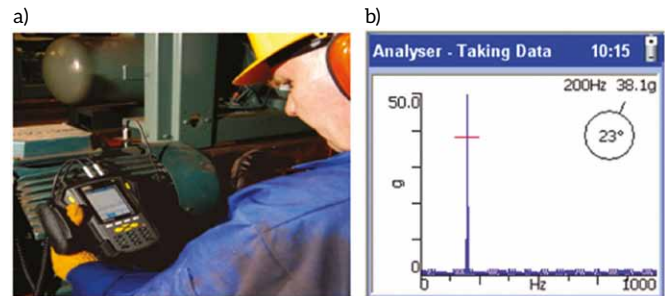 a)
b)
Analyser - Taking Data 10:15
200Hz 38.1g
23°
50.0
g
0
0 Hz 1000